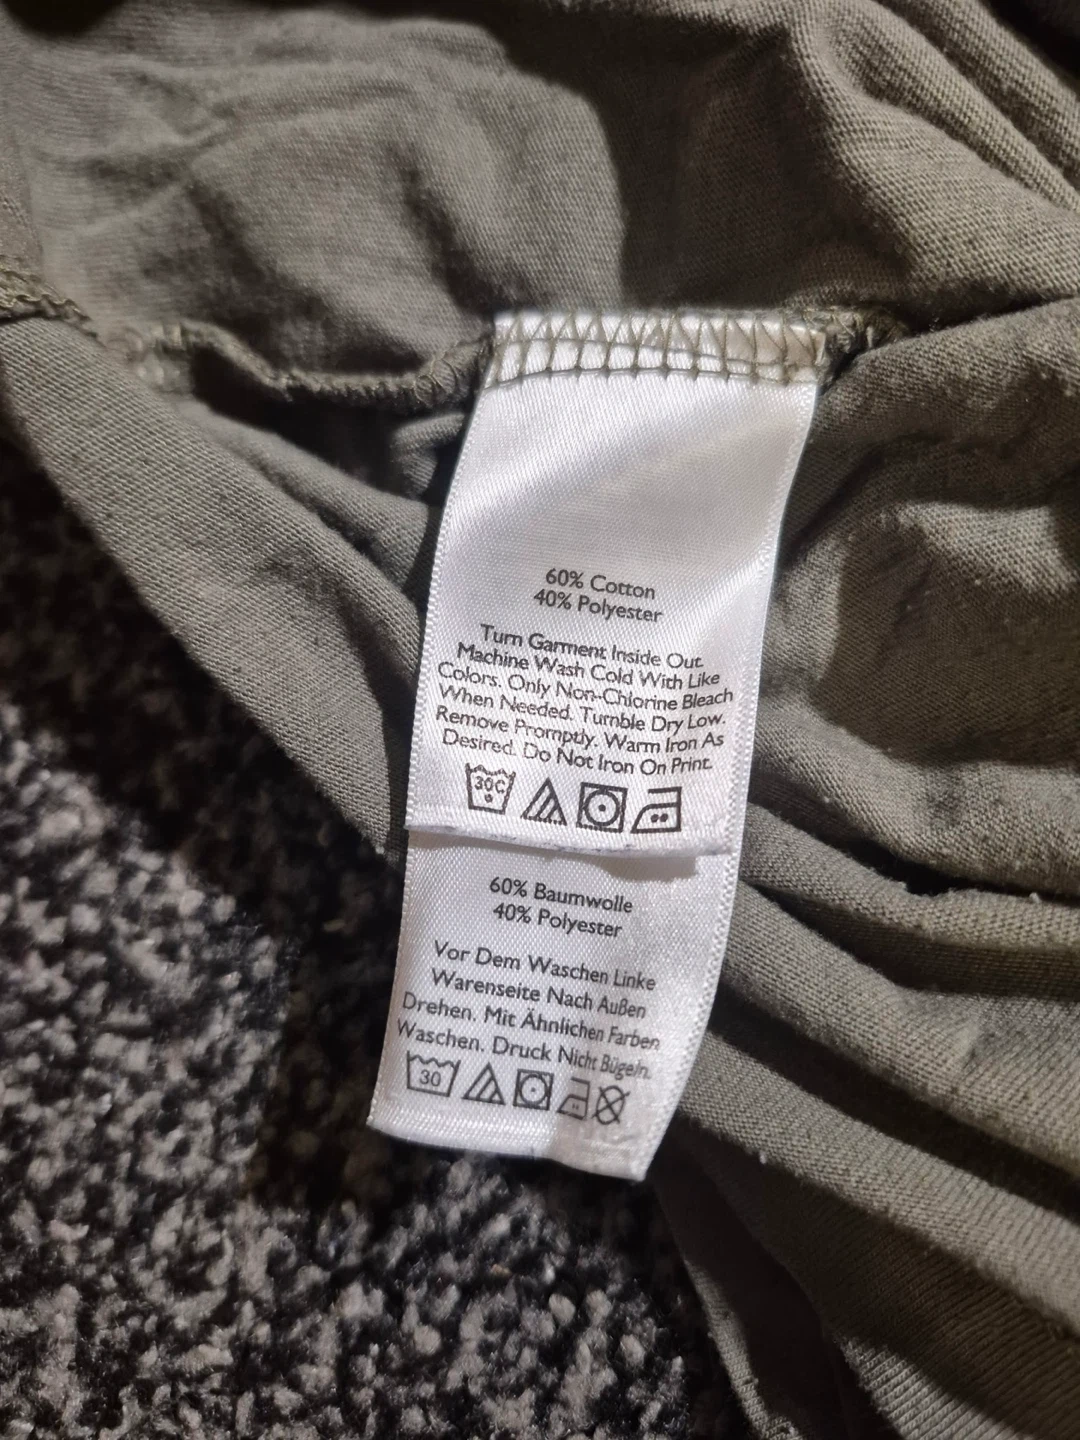 60% Cotton
40% Polyester
Turn Garment Inside Out.
Machine Wash Cold With Like
Colors. Only Non-Chlorine Bleach
When Needed. Tumble Dry Low.
Remove Promptly. Warm Iron As
Desired. Do Not Iron On Print.
30C
60% Baumwolle
40% Polyester
Vor Dem Waschen Linke
Warenseite Nach Außen
Drehen. Mit Ähnlichen Farben
Waschen. Druck Nicht Bügeln.
30